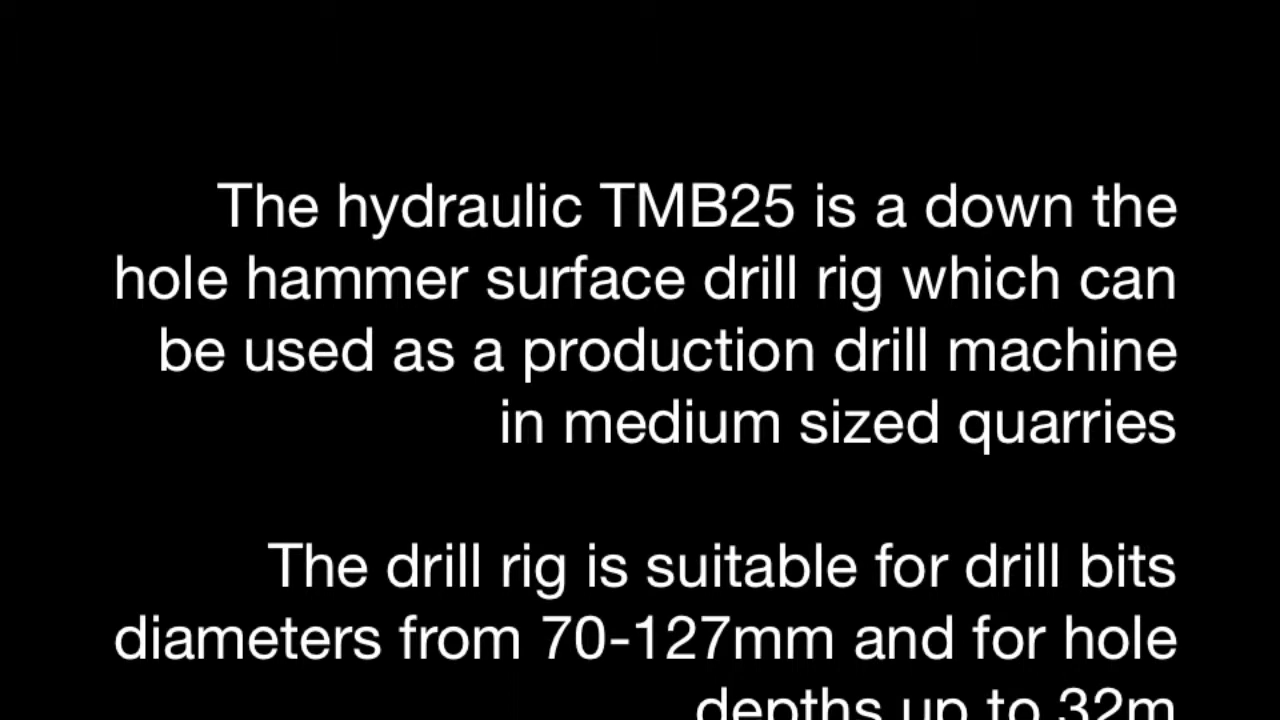 The hydraulic TMB25 is a down the
hole hammer surface drill rig which can
be used as a production drill machine
in medium sized quarries
The drill rig is suitable for drill bits
diameters from 70-127mm and for hole
depths up to 32m